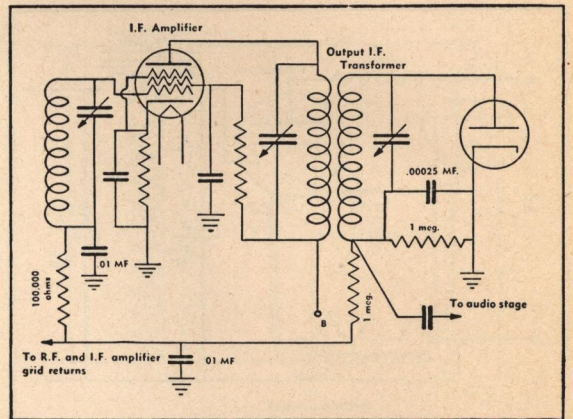 I.F. Amplifier
Output I.F.
Transformer
.00025 MF.
1 meg.
.01 MF
100,000
ohms
1 meg.
B
To audio stage
To R.F. and I.F. amplifier
grid returns
.01 MF